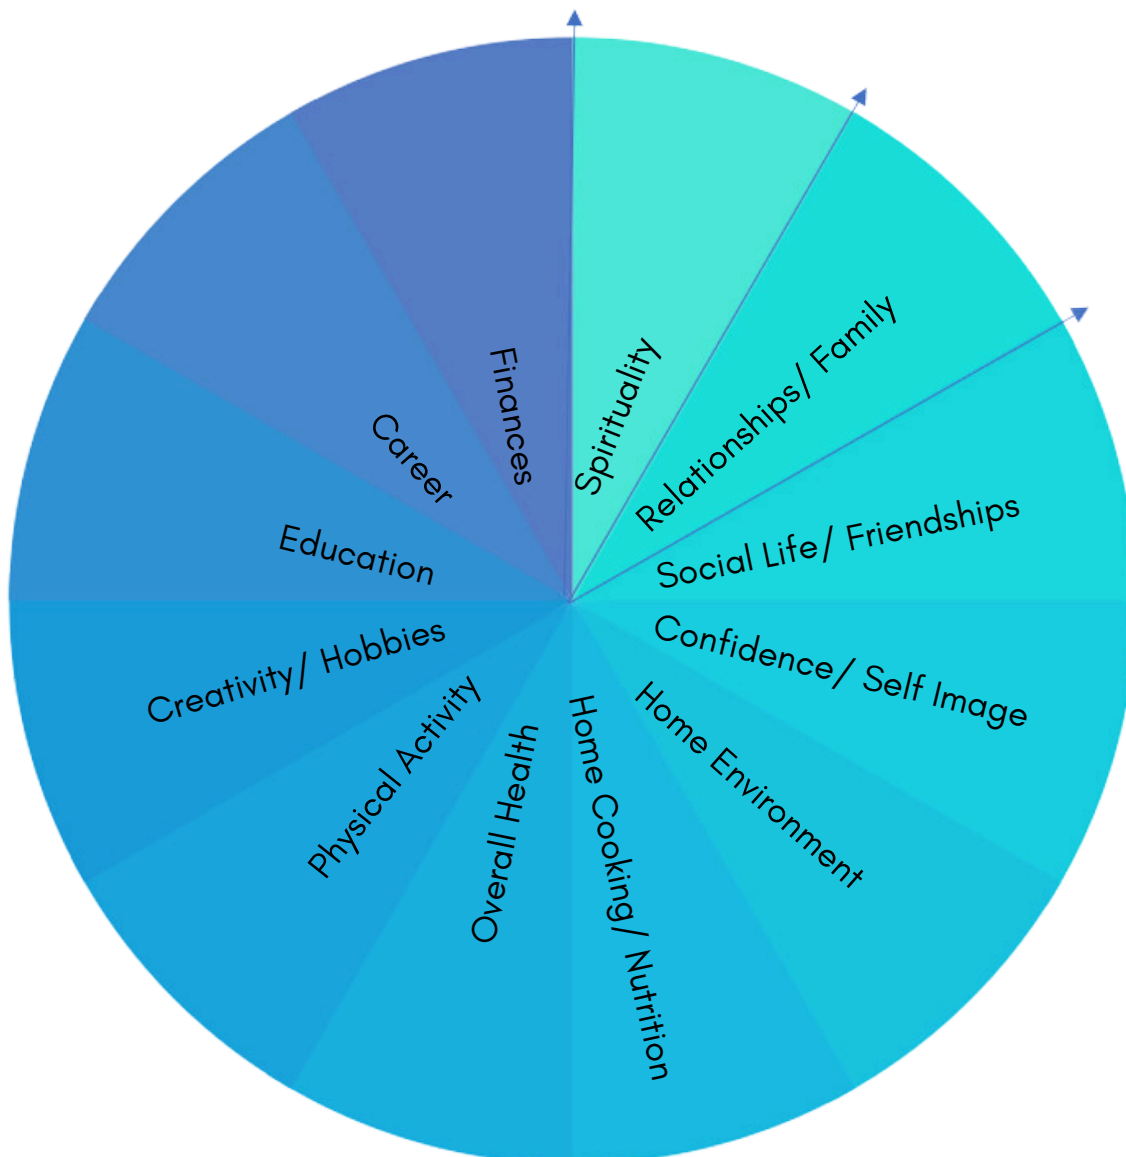 Spirituality
Relationships/ Family
Social Life/ Friendships
Confidence/ Self Image
Home Environment
Home Cooking/ Nutrition
Overall Health
Physical Activity
Creativity/ Hobbies
Education
Career
Finances